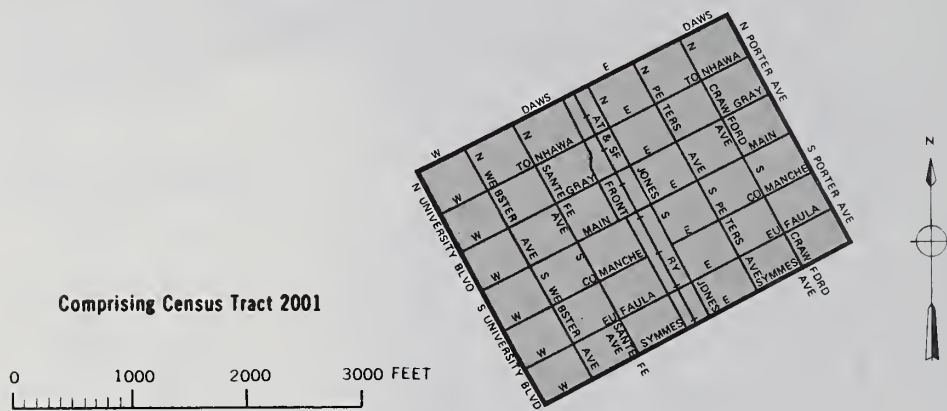 DAWS
E
DAWS
W
N PORTER AVE
S PORTER AVE
N UNIVERSITY BLVD
S UNIVERSITY BLVD
W TONHAWA E TONHAWA
W GRAY E GRAY
W MAIN E MAIN
W COMANCHE E COMANCHE
W EUFAULA E EUFAULA
W SYMMES E SYMMES
N WEBSTER AVE
S WEBSTER AVE
N SANTE FE AVE
S SANTE FE AVE
FRONT
AT & SF RY
N JONES
S JONES
N PETERS AVE
S PETERS AVE
N CRAWFORD AVE
CRAWFORD AVE
N
Comprising Census Tract 2001
0 1000 2000 3000 FEET